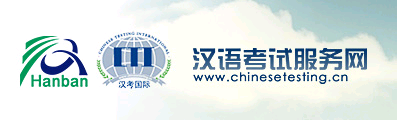 Hanban
CHINESE TESTING INTERNATIONAL
汉考国际
汉语考试服务网
www.chinesetesting.cn